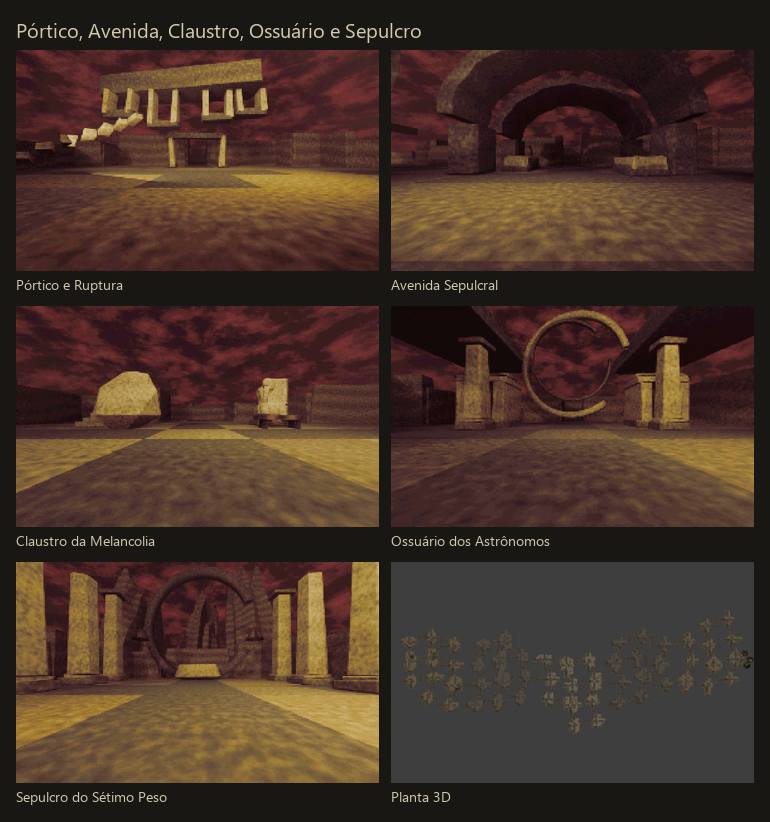 Pórtico, Avenida, Claustro, Ossuário e Sepulcro
Pórtico e Ruptura
Avenida Sepulcral
Claustro da Melancolia
Ossuário dos Astrônomos
Sepulcro do Sétimo Peso
Planta 3D